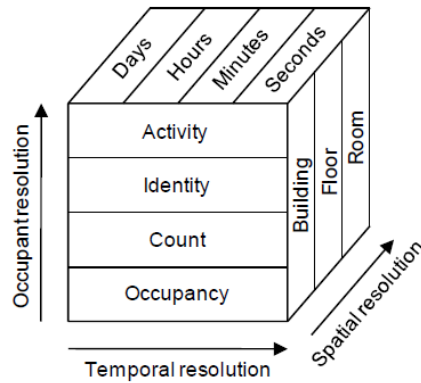 Days
Hours
Minutes
Seconds
Activity
Identity
Count
Occupancy
Building
Floor
Room
Occupant resolution
Temporal resolution
Spatial resolution